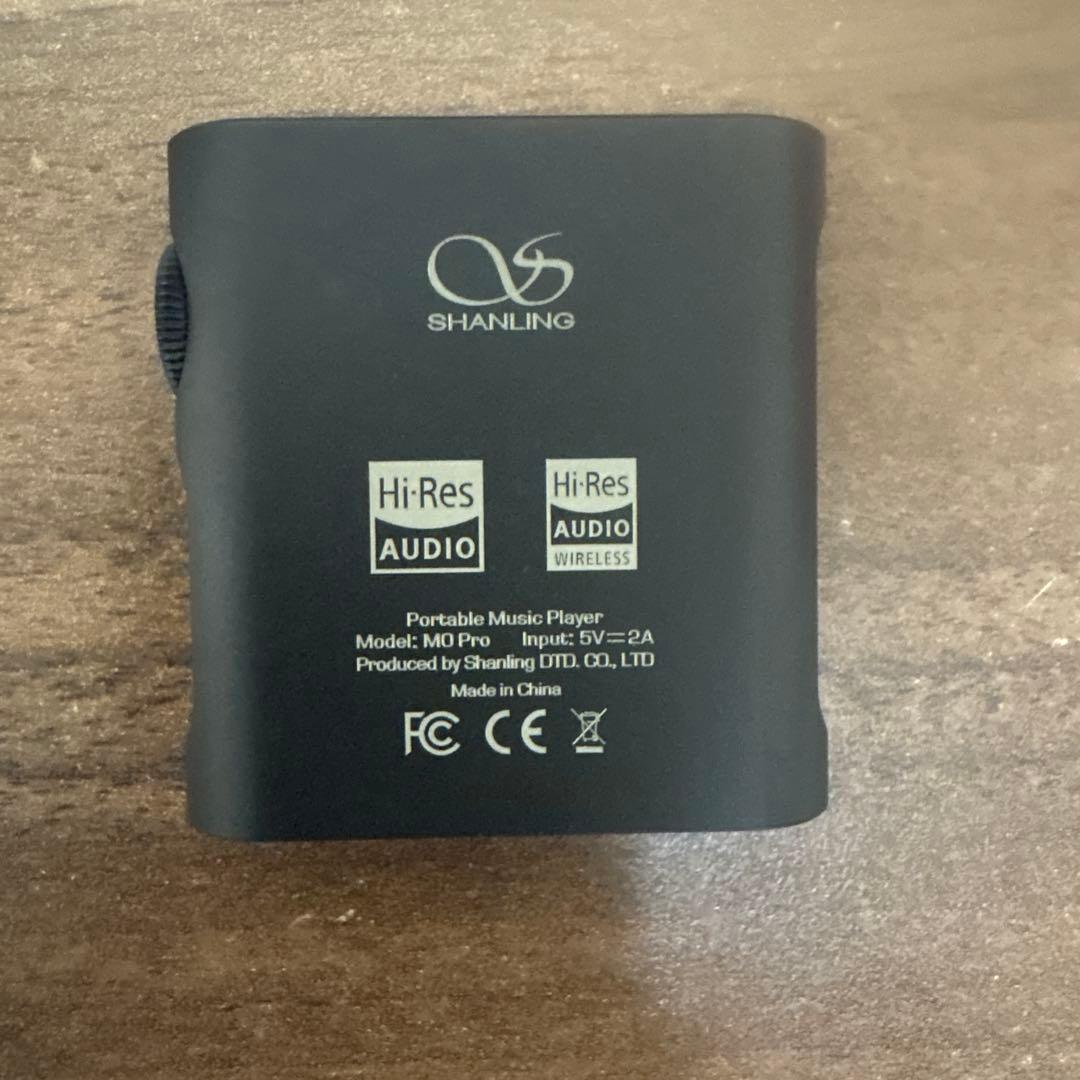 SHANLING
Hi-Res
AUDIO
Hi-Res
AUDIO
WIRELESS
Portable Music Player
Model: M0 Pro Input: 5V⎓2A
Produced by Shanling DTD. CO., LTD
Made in China
FC CE